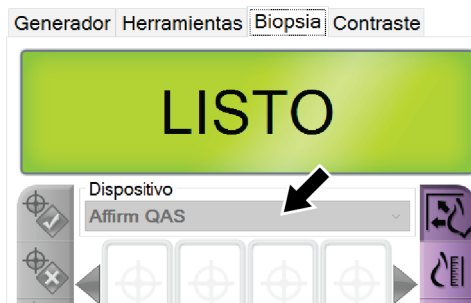 Generador Herramientas Biopsia Contraste
LISTO
Dispositivo
Affirm QAS